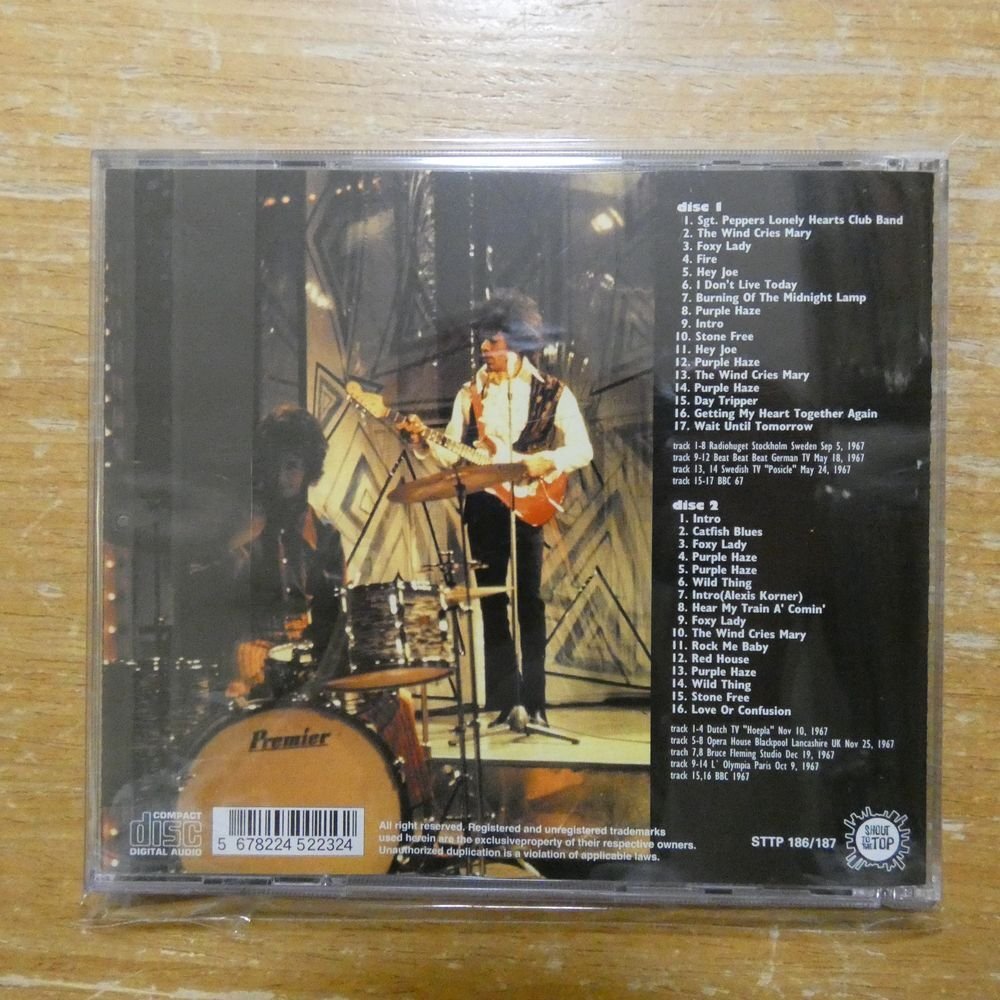 disc 1
1. Sgt. Peppers Lonely Hearts Club Band
2. The Wind Cries Mary
3. Foxy Lady
4. Fire
5. Hey Joe
6. I Don't Live Today
7. Burning Of The Midnight Lamp
8. Purple Haze
9. Intro
10. Stone Free
11. Hey Joe
12. Purple Haze
13. The Wind Cries Mary
14. Purple Haze
15. Day Tripper
16. Getting My Heart Together Again
17. Wait Until Tomorrow
track 1-8 Radiohuget Stockholm Sweden Sep 5, 1967
track 9-12 Beat Beat Beat German TV May 18, 1967
track 13, 14 Swedish TV "Posicle" May 24, 1967
track 15-17 BBC 67
disc 2
1. Intro
2. Catfish Blues
3. Foxy Lady
4. Purple Haze
5. Purple Haze
6. Wild Thing
7. Intro(Alexis Korner)
8. Hear My Train A' Comin'
9. Foxy Lady
10. The Wind Cries Mary
11. Rock Me Baby
12. Red House
13. Purple Haze
14. Wild Thing
15. Stone Free
16. Love Or Confusion
track 1-4 Dutch TV "Hoepla" Nov 10, 1967
track 5-8 Opera House Blackpool Lancashire UK Nov 25, 1967
trach 7,8 Bruce Fleming Studio Dec 19, 1967
track 9-14 L' Olympia Paris Oct 9, 1967
track 15,16 BBC 1967
Premier
COMPACT
disc
DIGITAL AUDIO
5 678224 522324
All right reserved. Registered and unregistered trademarks
used herein are the exclusiveproperty of their respective owners.
Unauthorized duplication is a violation of applicable laws.
STTP 186/187
SHOUT
TO THE
TOP